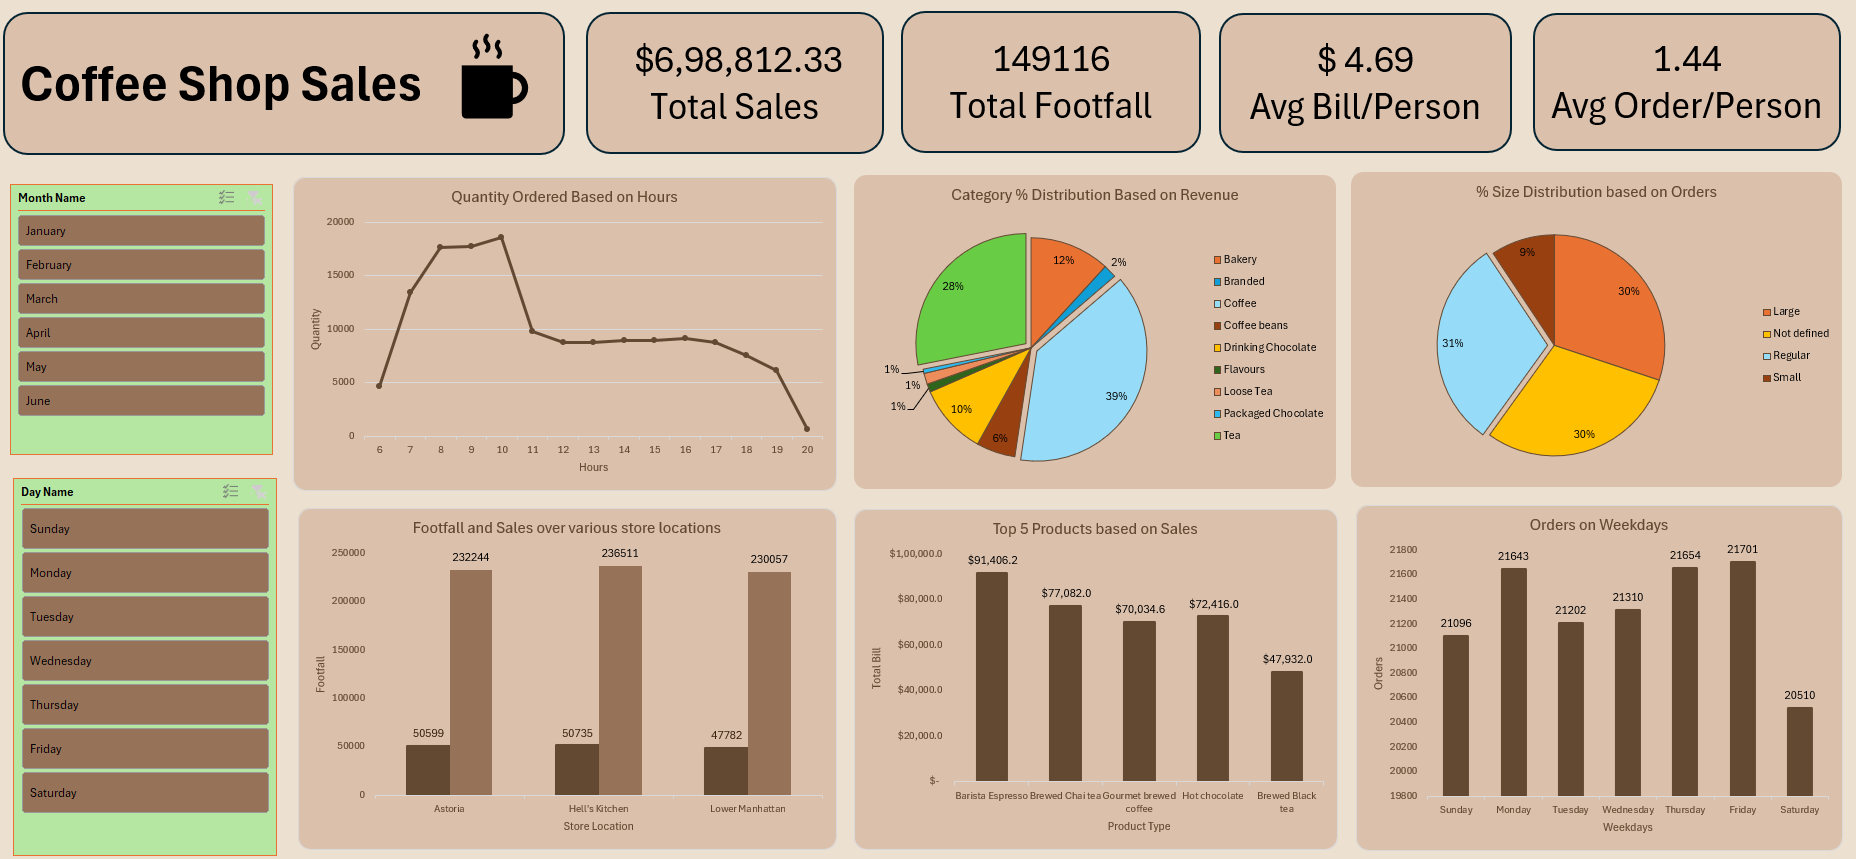 Coffee Shop Sales
$6,98,812.33
Total Sales
149116
Total Footfall
$ 4.69
Avg Bill/Person
1.44
Avg Order/Person
Month Name
January
February
March
April
May
June
Day Name
Sunday
Monday
Tuesday
Wednesday
Thursday
Friday
Saturday
Quantity Ordered Based on Hours
20000
15000
10000
5000
0
Quantity
6 7 8 9 10 11 12 13 14 15 16 17 18 19 20
Hours
Category % Distribution Based on Revenue
12%
2%
28%
39%
1%
1%
1%
10%
6%
Bakery
Branded
Coffee
Coffee beans
Drinking Chocolate
Flavours
Loose Tea
Packaged Chocolate
Tea
% Size Distribution based on Orders
9%
30%
31%
30%
Large
Not defined
Regular
Small
Footfall and Sales over various store locations
250000
200000
150000
100000
50000
0
Footfall
232244
236511
230057
50599
50735
47782
Astoria Hell's Kitchen Lower Manhattan
Store Location
Top 5 Products based on Sales
$1,00,000.0
$80,000.0
$60,000.0
$40,000.0
$20,000.0
$-
Total Bill
$91,406.2
$77,082.0
$70,034.6
$72,416.0
$47,932.0
Barista Espresso
Brewed Chai tea
Gourmet brewed
coffee
Hot chocolate
Brewed Black
tea
Product Type
Orders on Weekdays
21800
21600
21400
21200
21000
20800
20600
20400
20200
20000
19800
Orders
21096
21643
21202
21310
21654
21701
20510
Sunday Monday Tuesday Wednesday Thursday Friday Saturday
Weekdays